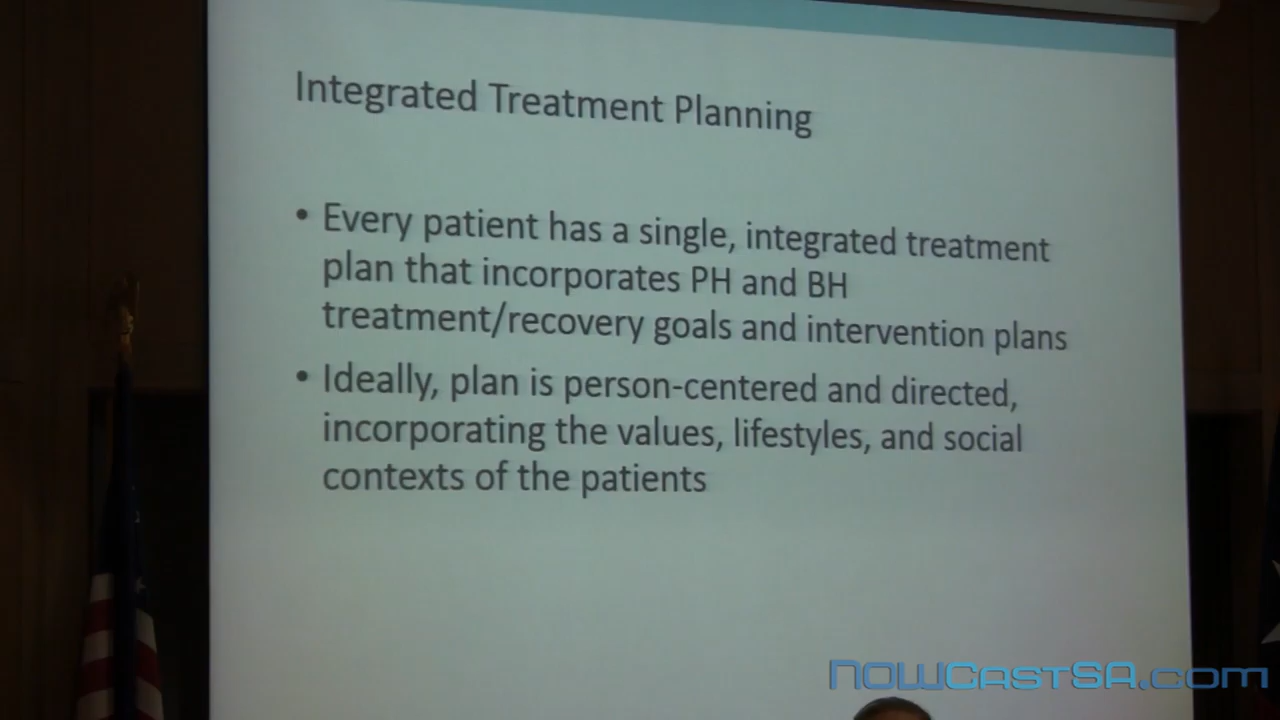 Integrated Treatment Planning
• Every patient has a single, integrated treatment
plan that incorporates PH and BH
treatment/recovery goals and intervention plans
• Ideally, plan is person-centered and directed,
incorporating the values, lifestyles, and social
contexts of the patients
NOWCASTSA.com